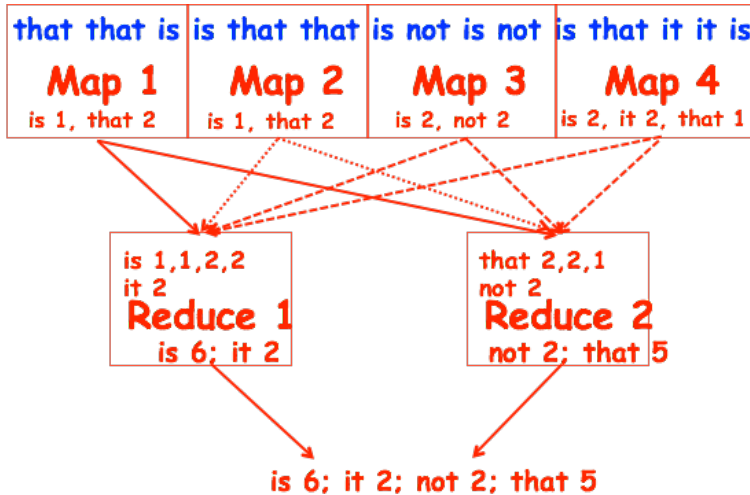 that that is
is that that
is not is not
is that it it is
Map 1
Map 2
Map 3
Map 4
is 1, that 2
is 1, that 2
is 2, not 2
is 2, it 2, that 1
is 1,1,2,2
it 2
Reduce 1
is 6; it 2
that 2,2,1
not 2
Reduce 2
not 2; that 5
is 6; it 2; not 2; that 5